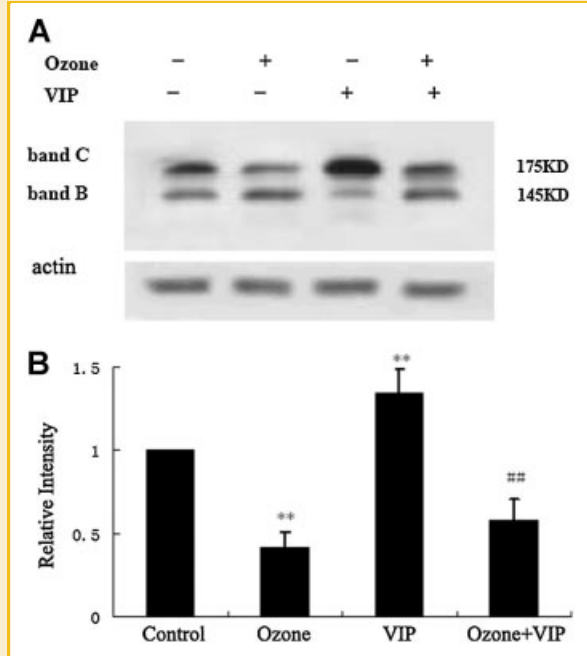 A
Ozone − + − +
VIP − − + +
band C 175KD
band B 145KD
actin
B
Relative Intensity
1.5
1
0.5
0
**
**
##
Control Ozone VIP Ozone+VIP